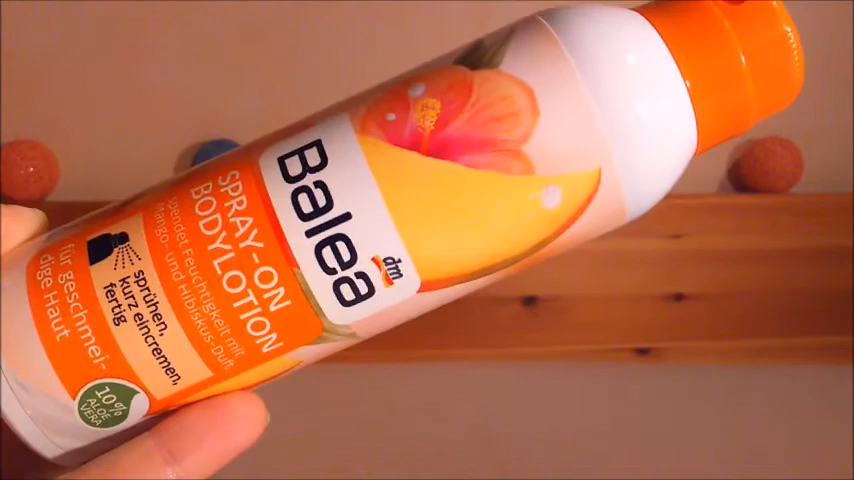 Balea
dm
SPRAY-ON
BODYLOTION
spendet Feuchtigkeit mit
Mango- und Hibiskus-Duft
sprühen,
kurz eincremen,
fertig
für geschmei-
dige Haut
10%
ALOE
VERA